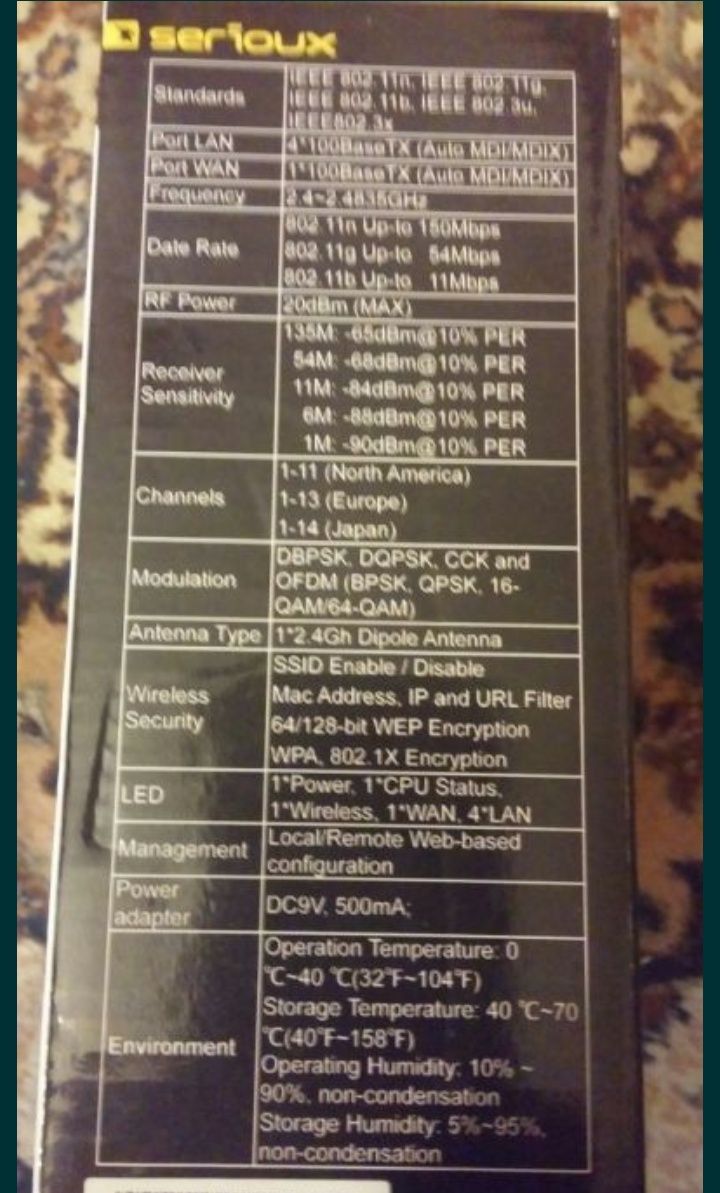 serioux
Standards
IEEE 802.11n, IEEE 802.11g,
IEEE 802.11b, IEEE 802.3u,
IEEE802.3x
Port LAN
4*100BaseTX (Auto MDI/MDIX)
Port WAN
1*100BaseTX (Auto MDI/MDIX)
Frequency
2.4~2.4835GHz
Date Rate
802.11n Up-to 150Mbps
802.11g Up-to 54Mbps
802.11b Up-to 11Mbps
RF Power
20dBm (MAX)
Receiver
Sensitivity
135M: -65dBm@10% PER
54M: -68dBm@10% PER
11M: -84dBm@10% PER
6M: -88dBm@10% PER
1M: -90dBm@10% PER
Channels
1-11 (North America)
1-13 (Europe)
1-14 (Japan)
Modulation
DBPSK, DQPSK, CCK and
OFDM (BPSK, QPSK, 16-
QAM/64-QAM)
Antenna Type
1*2.4Gh Dipole Antenna
Wireless
Security
SSID Enable / Disable
Mac Address, IP and URL Filter
64/128-bit WEP Encryption
WPA, 802.1X Encryption
LED
1*Power, 1*CPU Status,
1*Wireless, 1*WAN, 4*LAN
Management
Local/Remote Web-based
configuration
Power
adapter
DC9V, 500mA;
Environment
Operation Temperature: 0
℃~40 ℃(32℉~104℉)
Storage Temperature: 40 ℃~70
℃(40℉~158℉)
Operating Humidity: 10% ~
90%, non-condensation
Storage Humidity: 5%~95%,
non-condensation